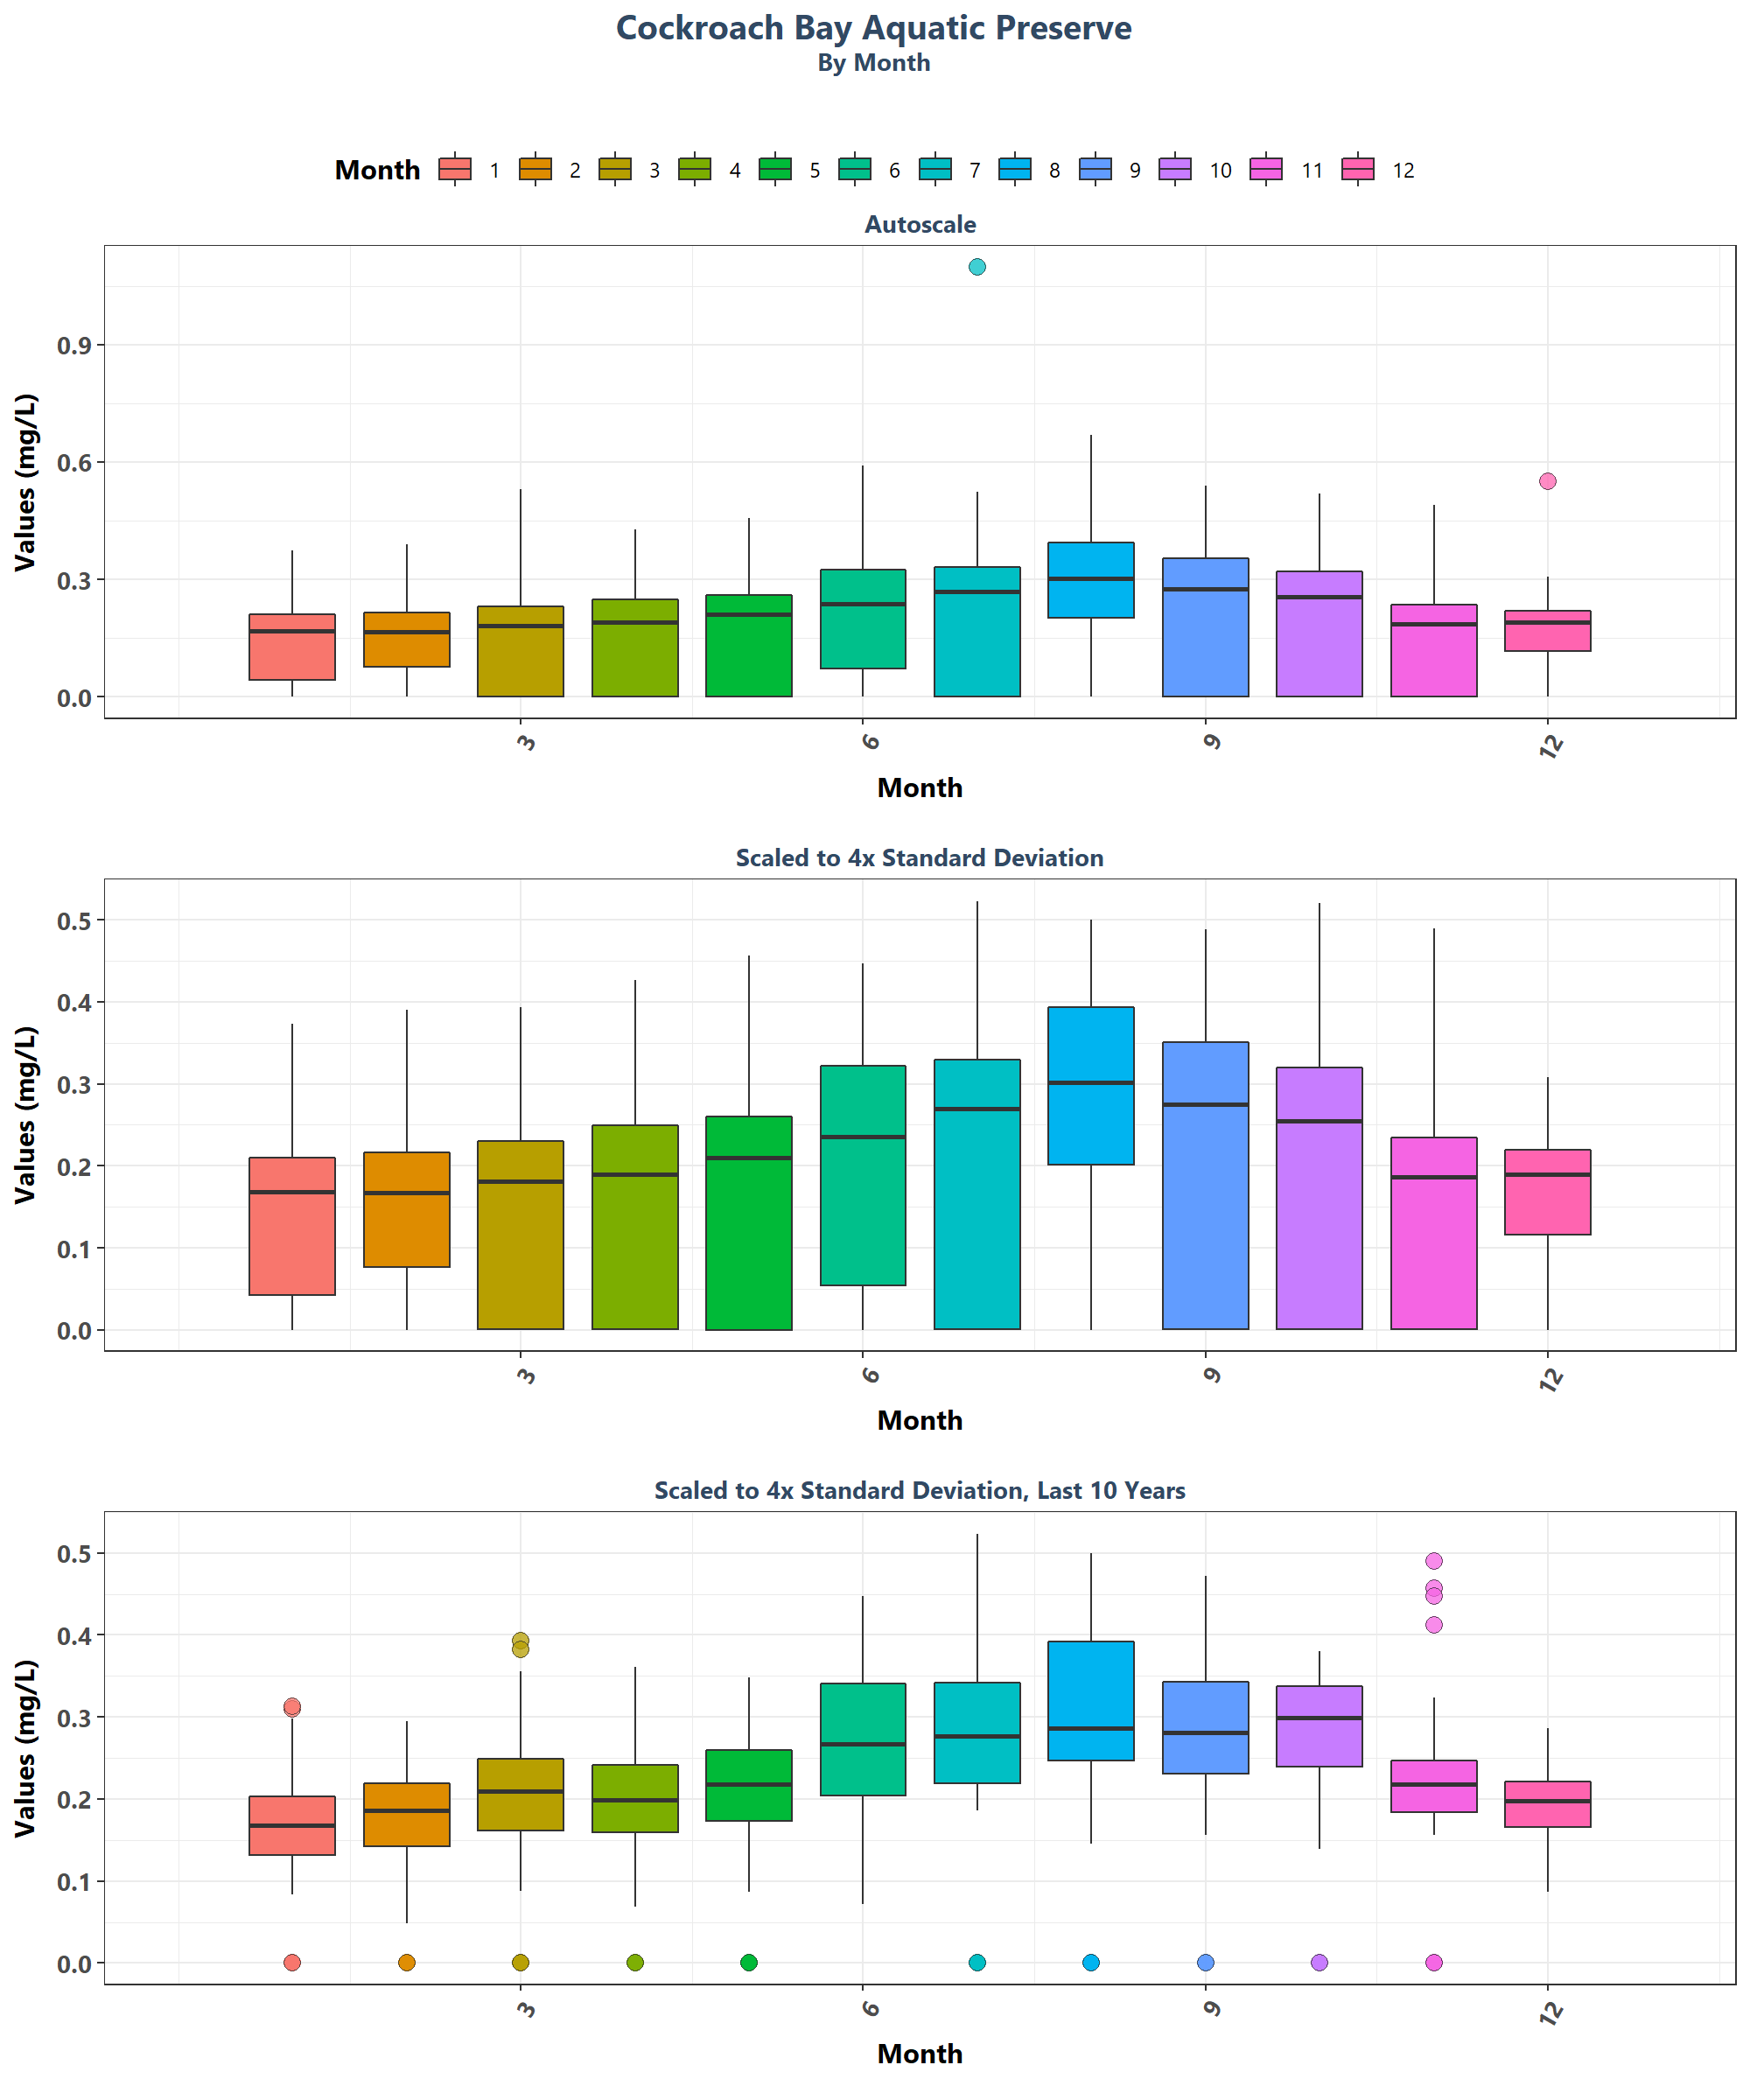 Cockroach Bay Aquatic Preserve
By Month
Month 1 2 3 4 5 6 7 8 9 10 11 12
Autoscale
Values (mg/L)
0.9
0.6
0.3
0.0
3 6 9 12
Month
Scaled to 4x Standard Deviation
Values (mg/L)
0.5
0.4
0.3
0.2
0.1
0.0
3 6 9 12
Month
Scaled to 4x Standard Deviation, Last 10 Years
Values (mg/L)
0.5
0.4
0.3
0.2
0.1
0.0
3 6 9 12
Month